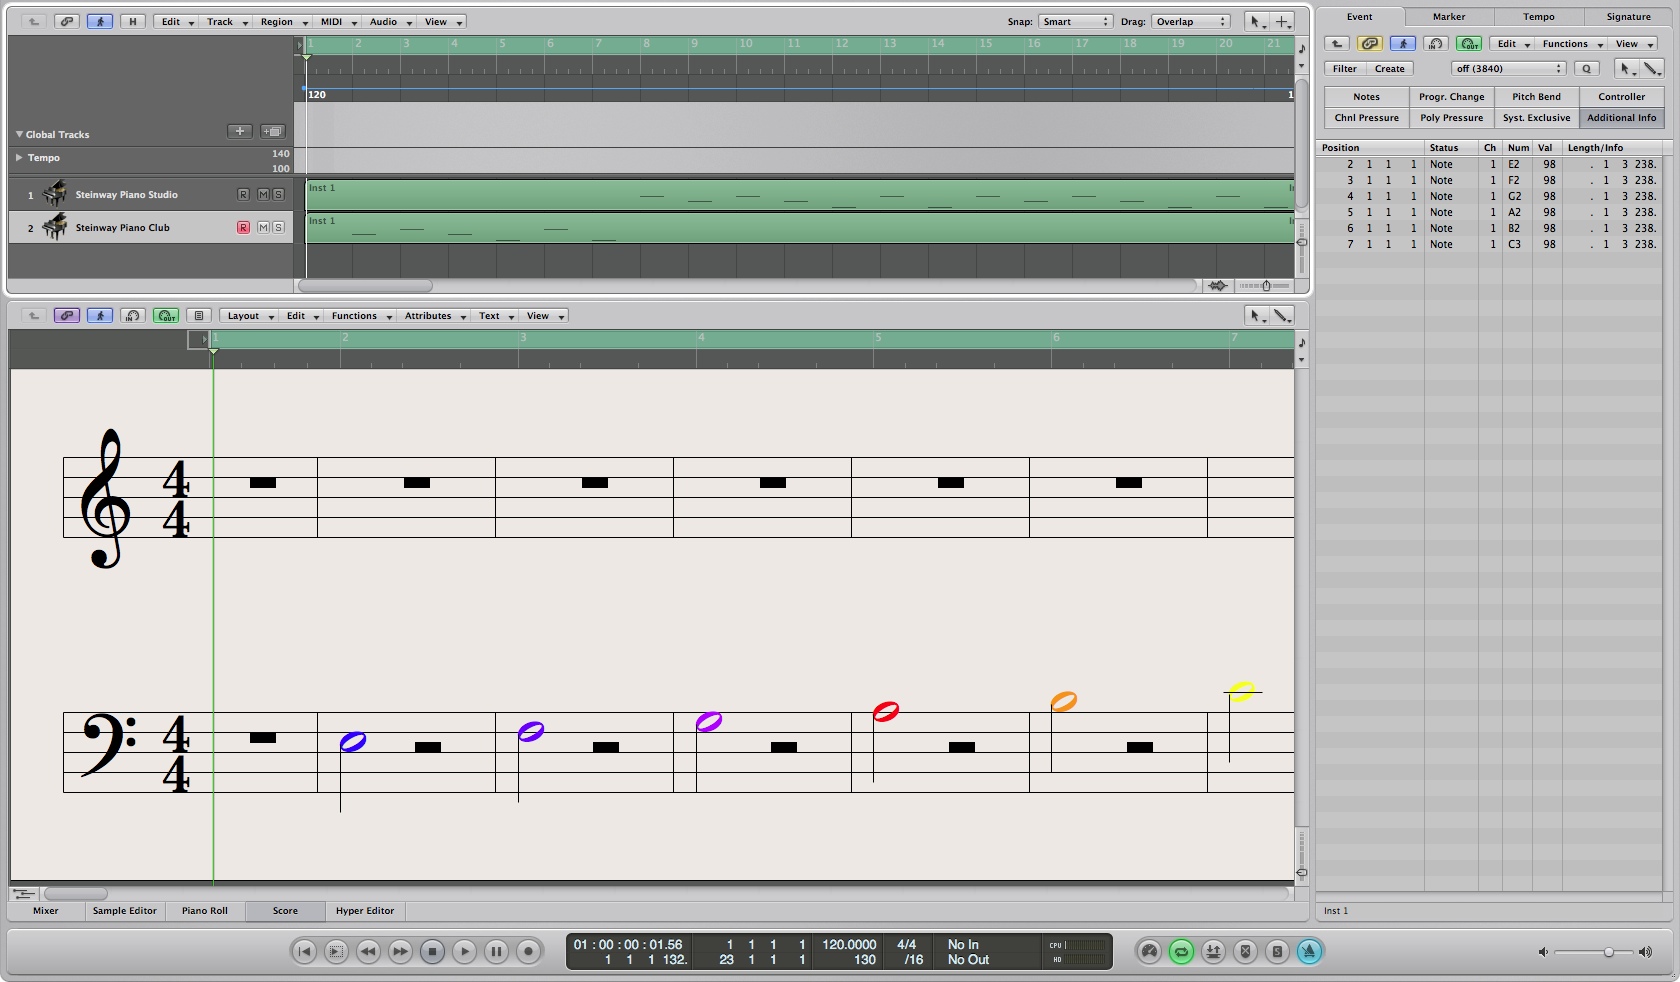 H Edit Track Region MIDI Audio View Snap: Smart Drag: Overlap
1 2 3 4 5 6 7 8 9 10 11 12 13 14 15 16 17 18 19 20 21
120 1
Global Tracks +
Tempo 140
100
1 Steinway Piano Studio R M S Inst 1
2 Steinway Piano Club R M S Inst 1
IN OUT Layout Edit Functions Attributes Text View
1 2 3 4 5 6 7
4
4
4
4
Mixer Sample Editor Piano Roll Score Hyper Editor
Event Marker Tempo Signature
IN OUT Edit Functions View
Filter Create off (3840) Q
Notes Progr. Change Pitch Bend Controller
Chnl Pressure Poly Pressure Syst. Exclusive Additional Info
Position Status Ch Num Val Length/Info
2 1 1 1 Note 1 E2 98 . 1 3 238.
3 1 1 1 Note 1 F2 98 . 1 3 238.
4 1 1 1 Note 1 G2 98 . 1 3 238.
5 1 1 1 Note 1 A2 98 . 1 3 238.
6 1 1 1 Note 1 B2 98 . 1 3 238.
7 1 1 1 Note 1 C3 98 . 1 3 238.
Inst 1
01 : 00 : 00 : 01.56 1 1 1 1 120.0000 4/4 No In CPU
1 1 1 132. 23 1 1 1 130 /16 No Out HD
S